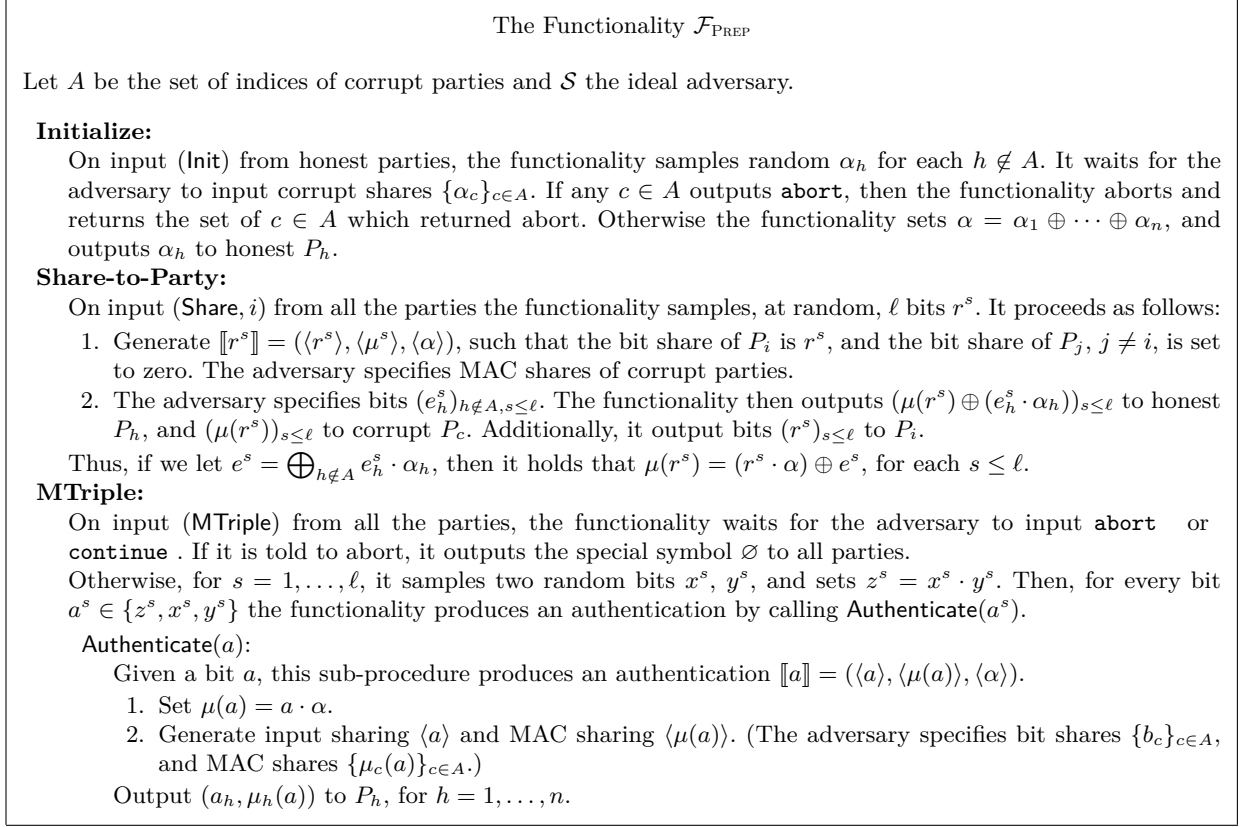 The Functionality 𝓕_PREP
Let A be the set of indices of corrupt parties and 𝒮 the ideal adversary.
Initialize:
On input (Init) from honest parties, the functionality samples random α_h for each h ∉ A. It waits for the
adversary to input corrupt shares {α_c}_{c∈A}. If any c ∈ A outputs abort, then the functionality aborts and
returns the set of c ∈ A which returned abort. Otherwise the functionality sets α = α_1 ⊕ · · · ⊕ α_n, and
outputs α_h to honest P_h.
Share-to-Party:
On input (Share, i) from all the parties the functionality samples, at random, ℓ bits r^s. It proceeds as follows:
1. Generate ⟦r^s⟧ = (⟨r^s⟩, ⟨μ^s⟩, ⟨α⟩), such that the bit share of P_i is r^s, and the bit share of P_j, j ≠ i, is set
to zero. The adversary specifies MAC shares of corrupt parties.
2. The adversary specifies bits (e_h^s)_{h∉A,s≤ℓ}. The functionality then outputs (μ(r^s) ⊕ (e_h^s · α_h))_{s≤ℓ} to honest
P_h, and (μ(r^s))_{s≤ℓ} to corrupt P_c. Additionally, it output bits (r^s)_{s≤ℓ} to P_i.
Thus, if we let e^s = ⊕_{h∉A} e_h^s · α_h, then it holds that μ(r^s) = (r^s · α) ⊕ e^s, for each s ≤ ℓ.
MTriple:
On input (MTriple) from all the parties, the functionality waits for the adversary to input abort or
continue . If it is told to abort, it outputs the special symbol ∅ to all parties.
Otherwise, for s = 1, . . . , ℓ, it samples two random bits x^s, y^s, and sets z^s = x^s · y^s. Then, for every bit
a^s ∈ {z^s, x^s, y^s} the functionality produces an authentication by calling Authenticate(a^s).
Authenticate(a):
Given a bit a, this sub-procedure produces an authentication ⟦a⟧ = (⟨a⟩, ⟨μ(a)⟩, ⟨α⟩).
1. Set μ(a) = a · α.
2. Generate input sharing ⟨a⟩ and MAC sharing ⟨μ(a)⟩. (The adversary specifies bit shares {b_c}_{c∈A},
and MAC shares {μ_c(a)}_{c∈A}.)
Output (a_h, μ_h(a)) to P_h, for h = 1, . . . , n.